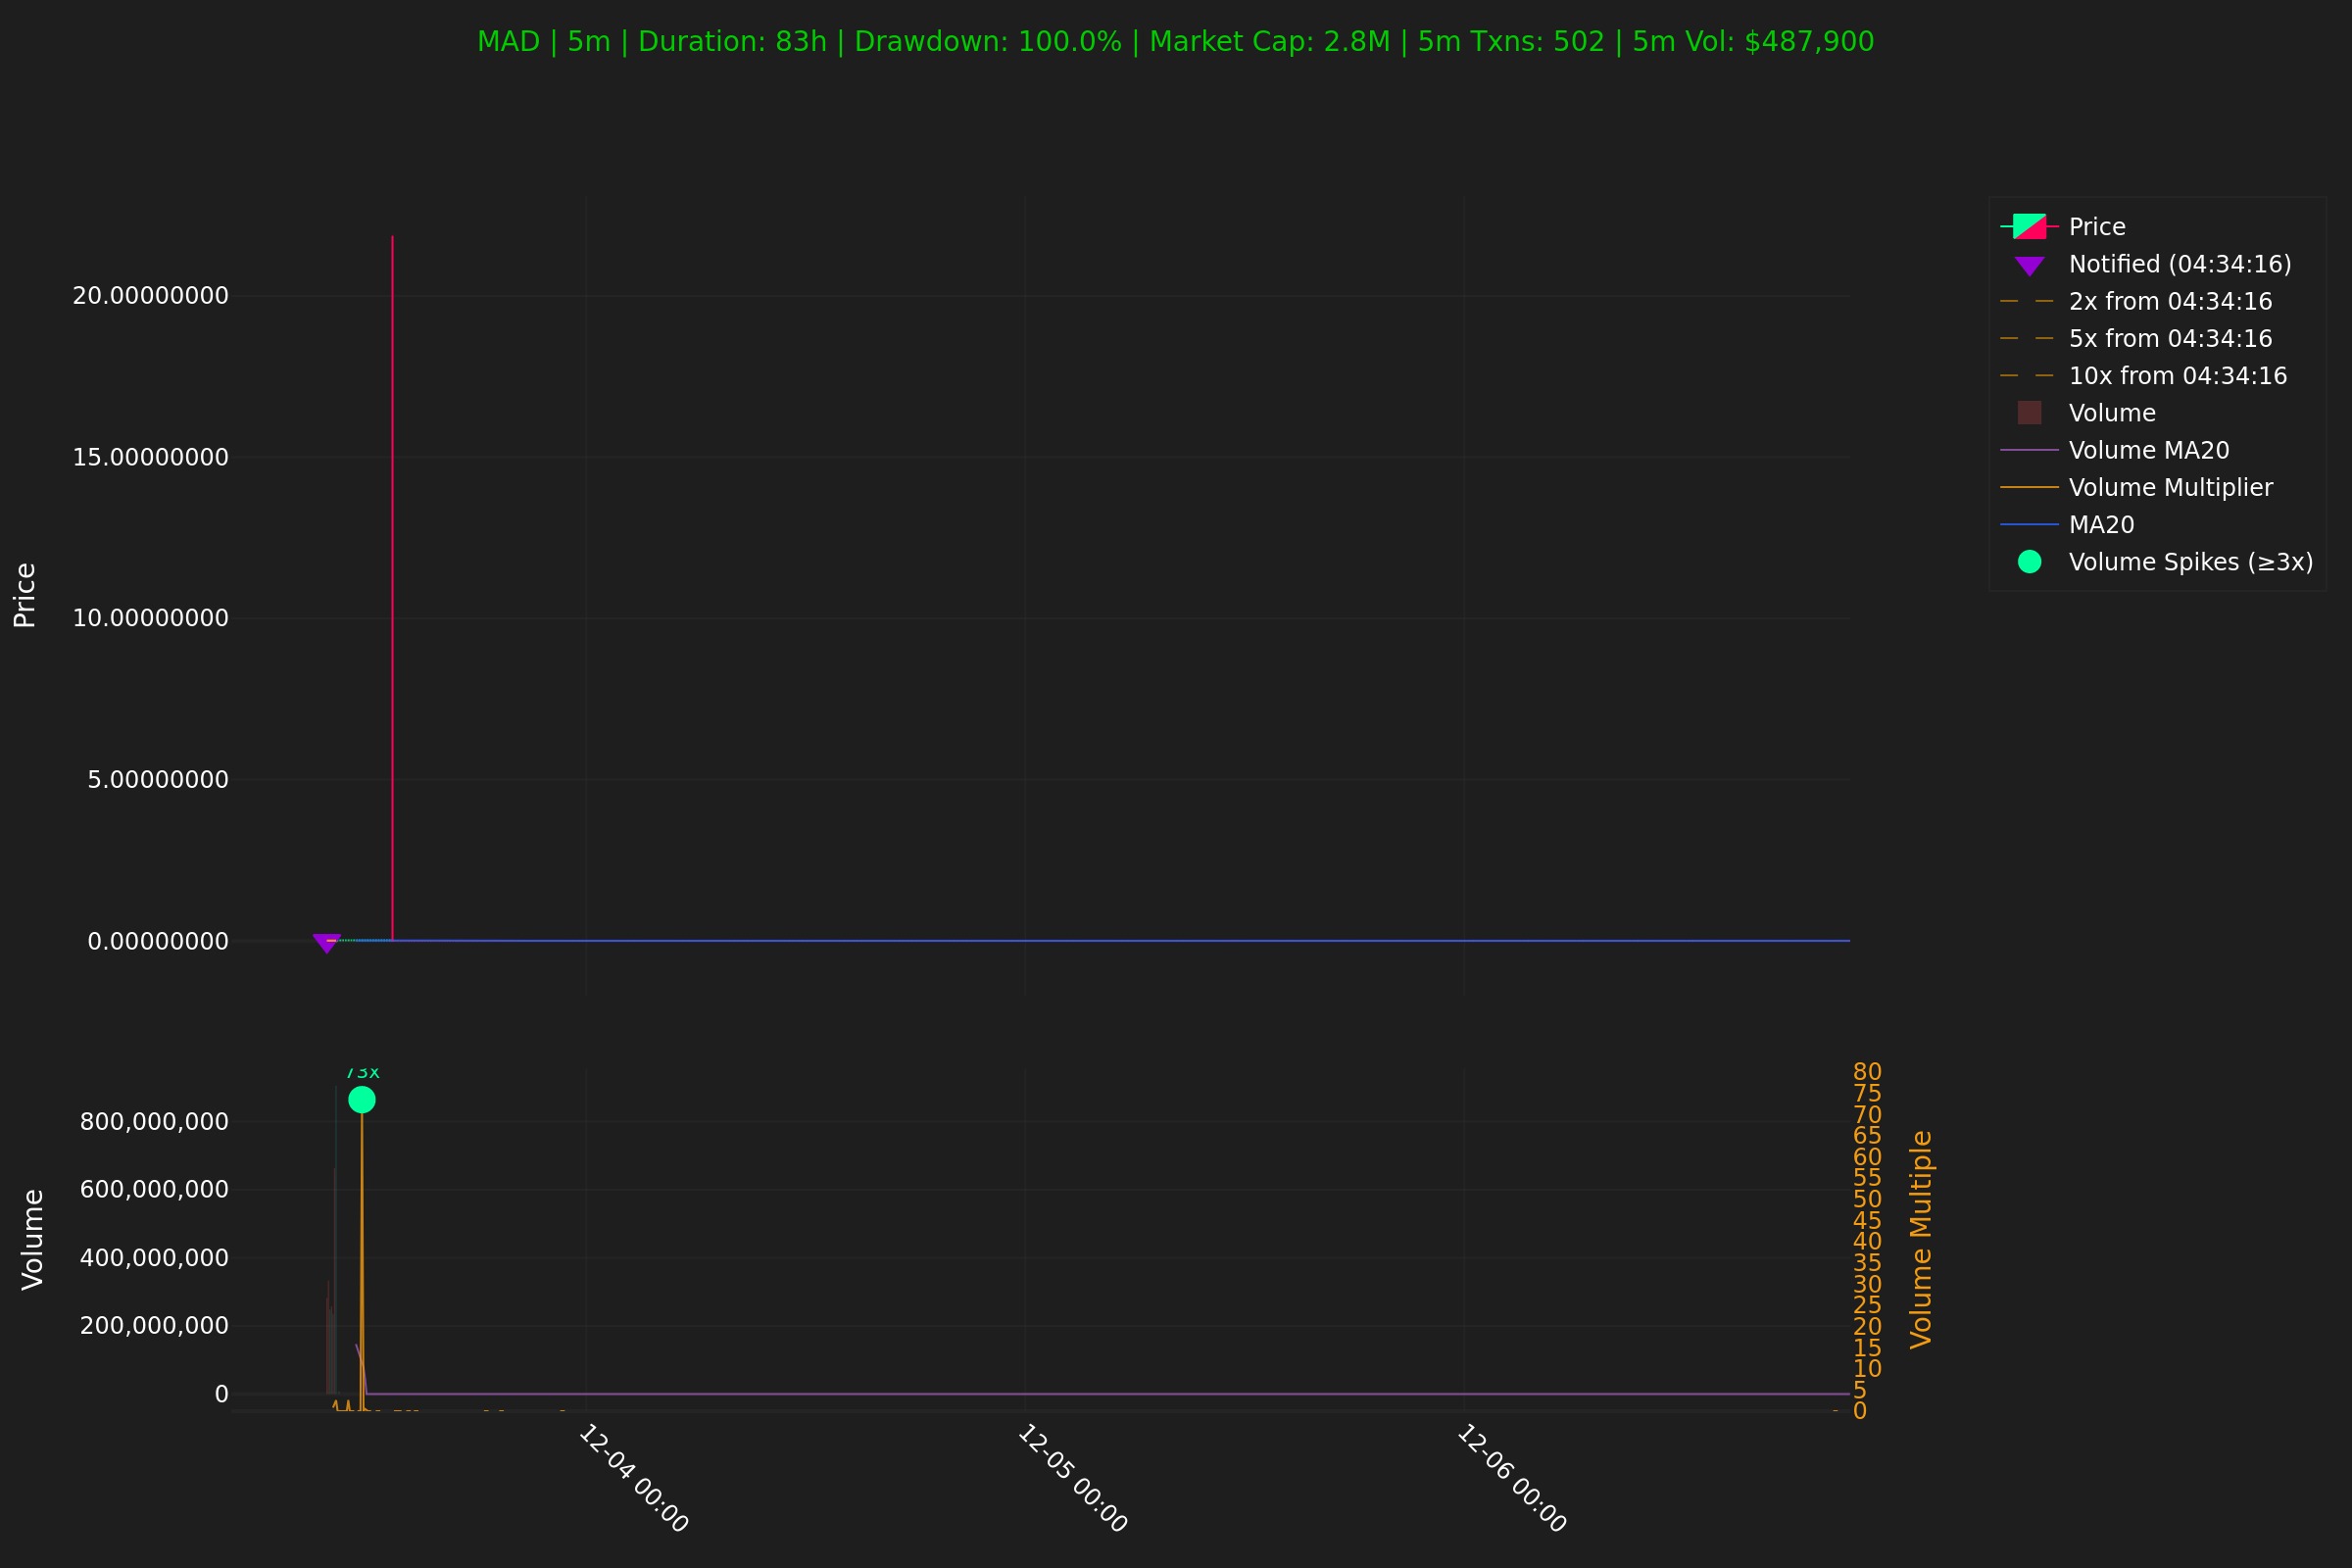 MAD | 5m | Duration: 83h | Drawdown: 100.0% | Market Cap: 2.8M | 5m Txns: 502 | 5m Vol: $487,900
Price
20.00000000
15.00000000
10.00000000
5.00000000
0.00000000
Price
Notified (04:34:16)
2x from 04:34:16
5x from 04:34:16
10x from 04:34:16
Volume
Volume MA20
Volume Multiplier
MA20
Volume Spikes (≥3x)
73x
Volume
800,000,000
600,000,000
400,000,000
200,000,000
0
80
75
70
65
60
55
50
45
40
35
30
25
20
15
10
5
0
Volume Multiple
12-04 00:00
12-05 00:00
12-06 00:00